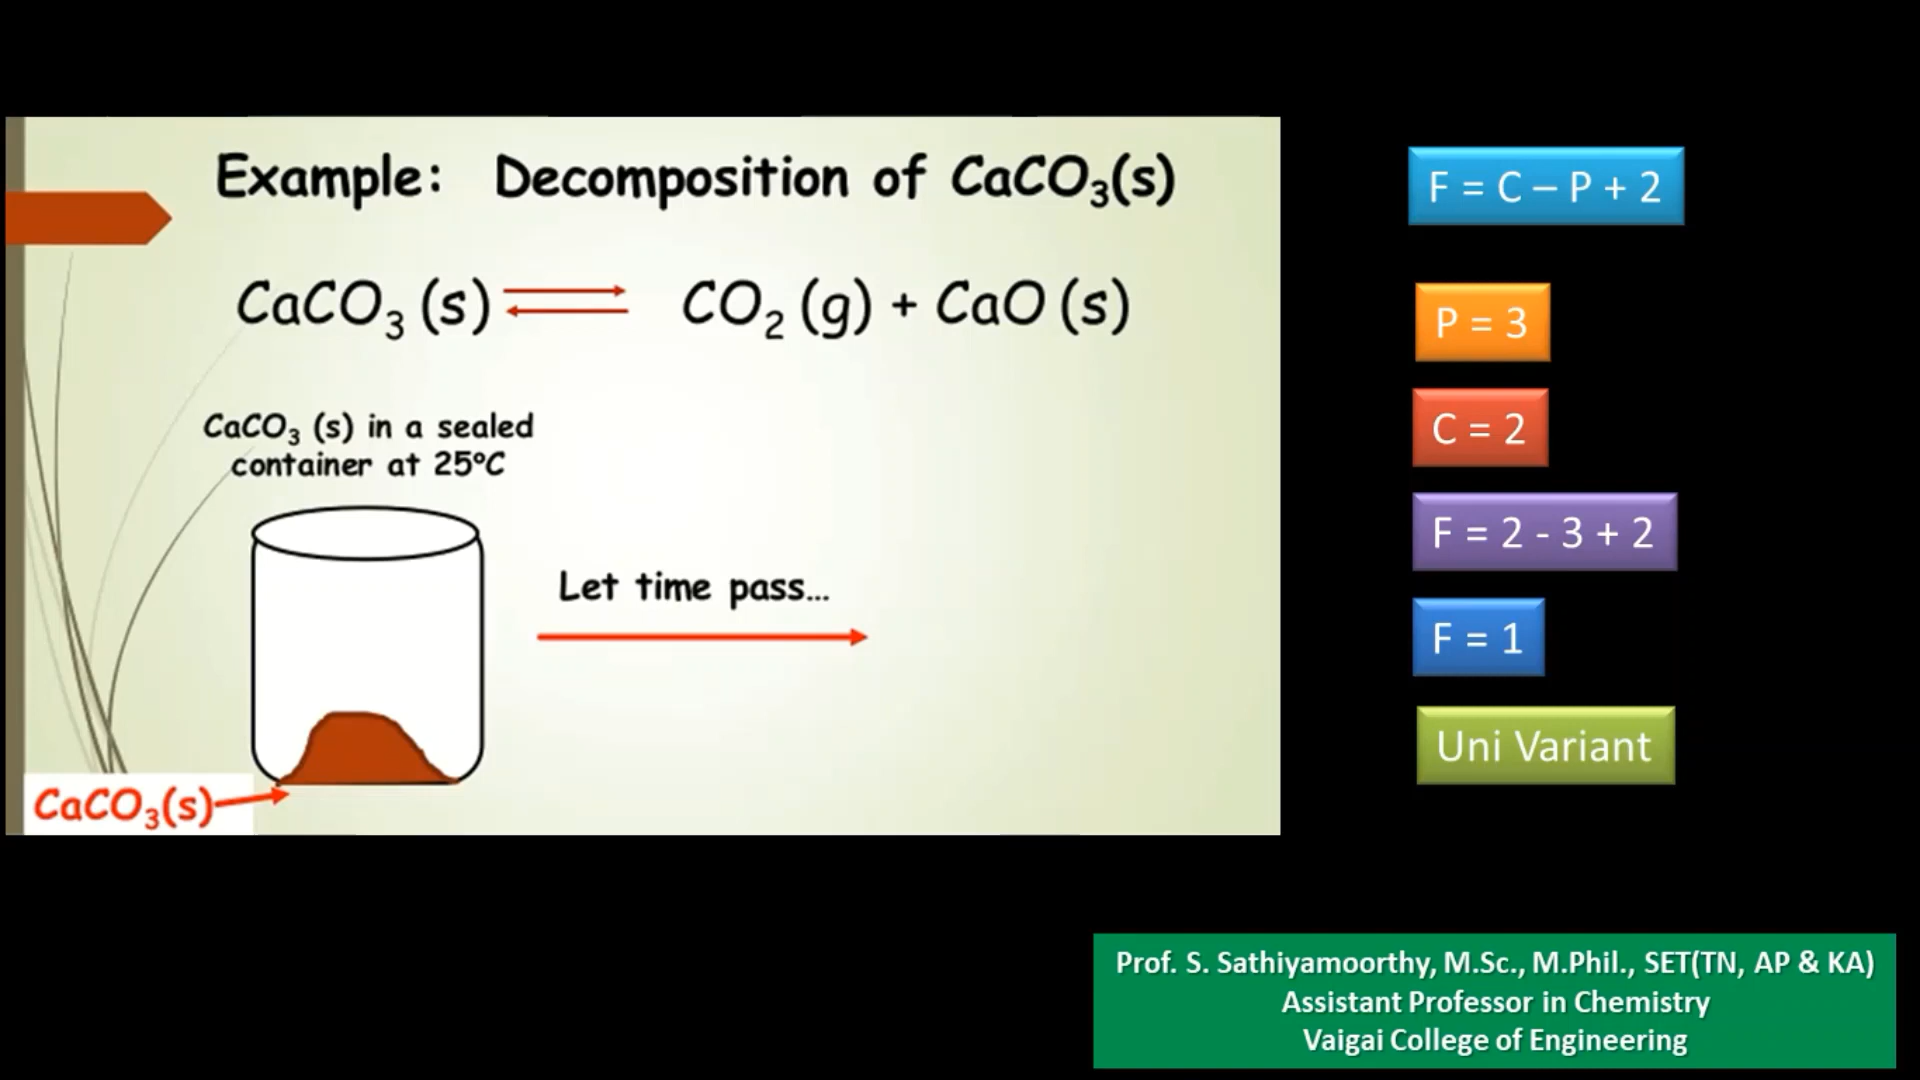 Example: Decomposition of CaCO₃(s)
CaCO₃ (s) ⇌ CO₂ (g) + CaO (s)
CaCO₃ (s) in a sealed
container at 25°C
Let time pass...
CaCO₃(s)
F = C – P + 2
P = 3
C = 2
F = 2 - 3 + 2
F = 1
Uni Variant
Prof. S. Sathiyamoorthy, M.Sc., M.Phil., SET(TN, AP & KA)
Assistant Professor in Chemistry
Vaigai College of Engineering